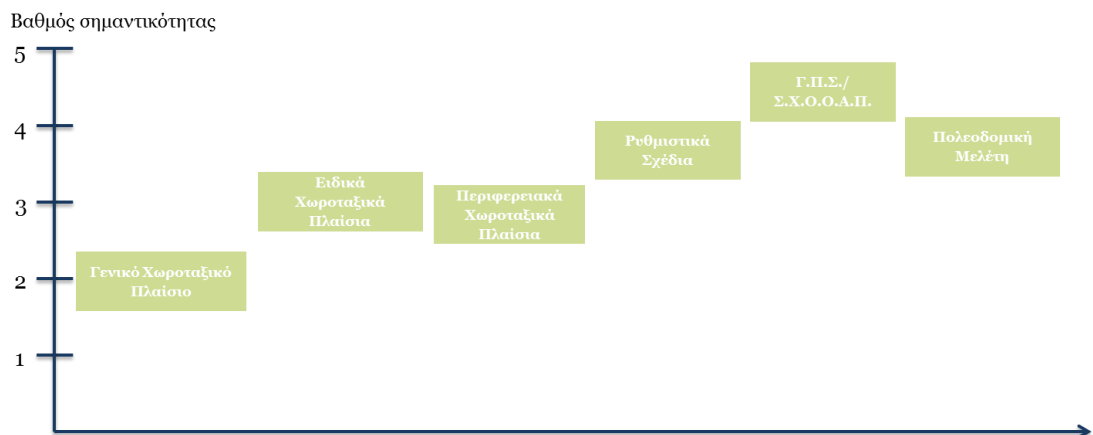 Βαθμός σημαντικότητας
5
4
3
2
1
Γενικό Χωροταξικό
Πλαίσιο
Ειδικά
Χωροταξικά
Πλαίσια
Περιφερειακά
Χωροταξικά
Πλαίσια
Ρυθμιστικά
Σχέδια
Γ.Π.Σ./
Σ.Χ.Ο.Ο.Α.Π.
Πολεοδομική
Μελέτη